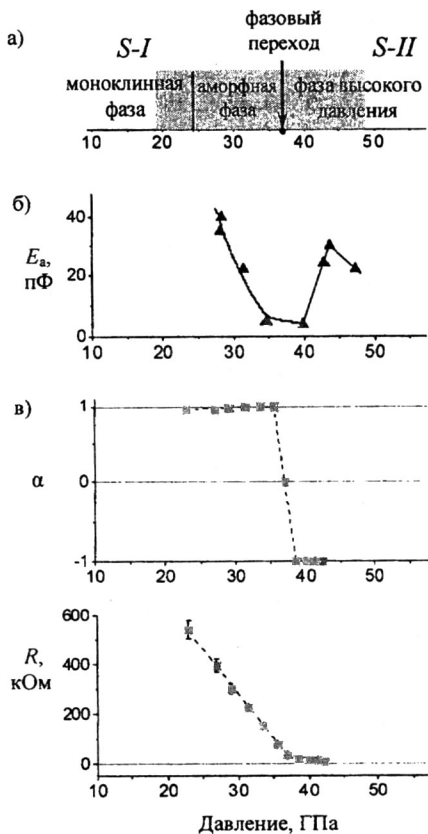 а)
S-I
фазовый
переход
S-II
моноклинная
фаза
аморфная
фаза
фаза высокого
давления
10 20 30 40 50
б)
40
Eа,
пФ
20
0
10 20 30 40 50
в)
1
α
0
-1
10 20 30 40 50
600
R,
кОм
400
200
0
10 20 30 40 50
Давление, ГПа